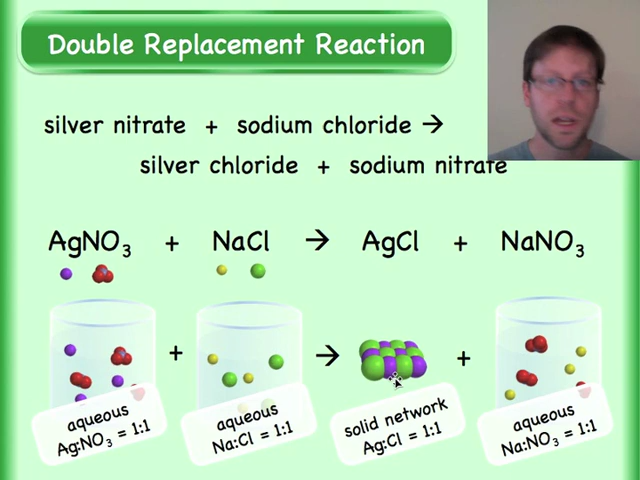 Double Replacement Reaction
silver nitrate + sodium chloride →
silver chloride + sodium nitrate
AgNO₃ + NaCl → AgCl + NaNO₃
+ → +
aqueous
Ag:NO₃ = 1:1
aqueous
Na:Cl = 1:1
solid network
Ag:Cl = 1:1
aqueous
Na:NO₃ = 1:1